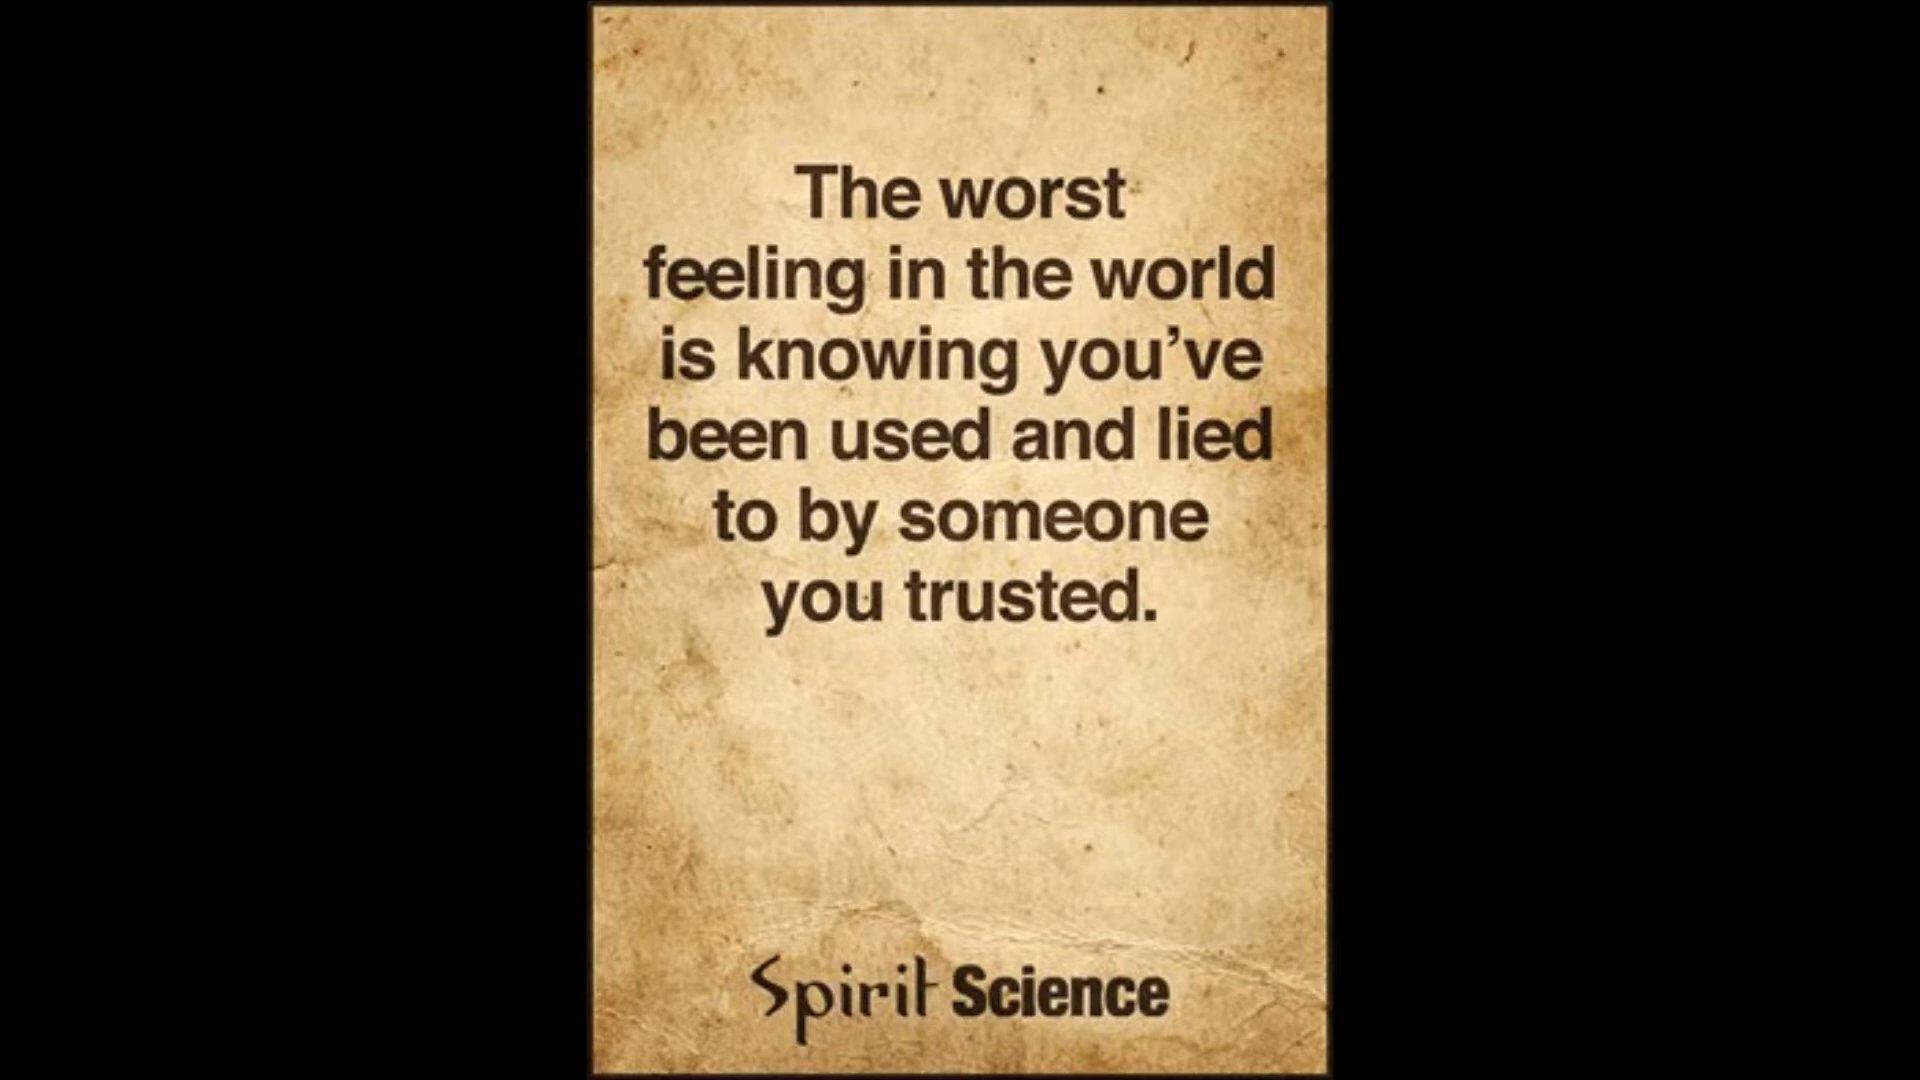 The worst
feeling in the world
is knowing you’ve
been used and lied
to by someone
you trusted.
Spirit Science